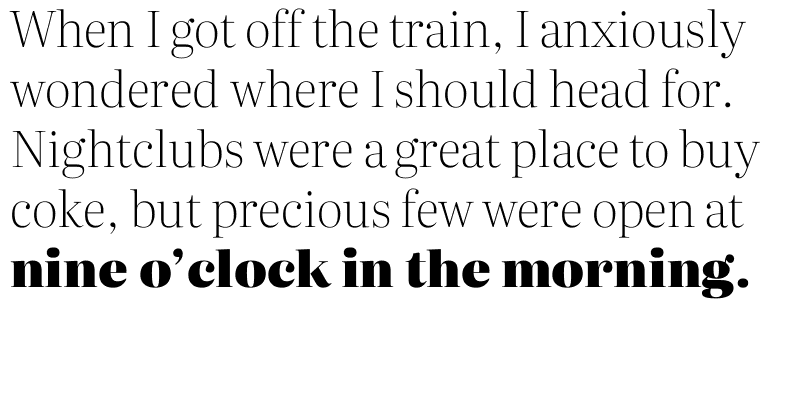 When I got off the train, I anxiously
wondered where I should head for.
Nightclubs were a great place to buy
coke, but precious few were open at
nine o’clock in the morning.